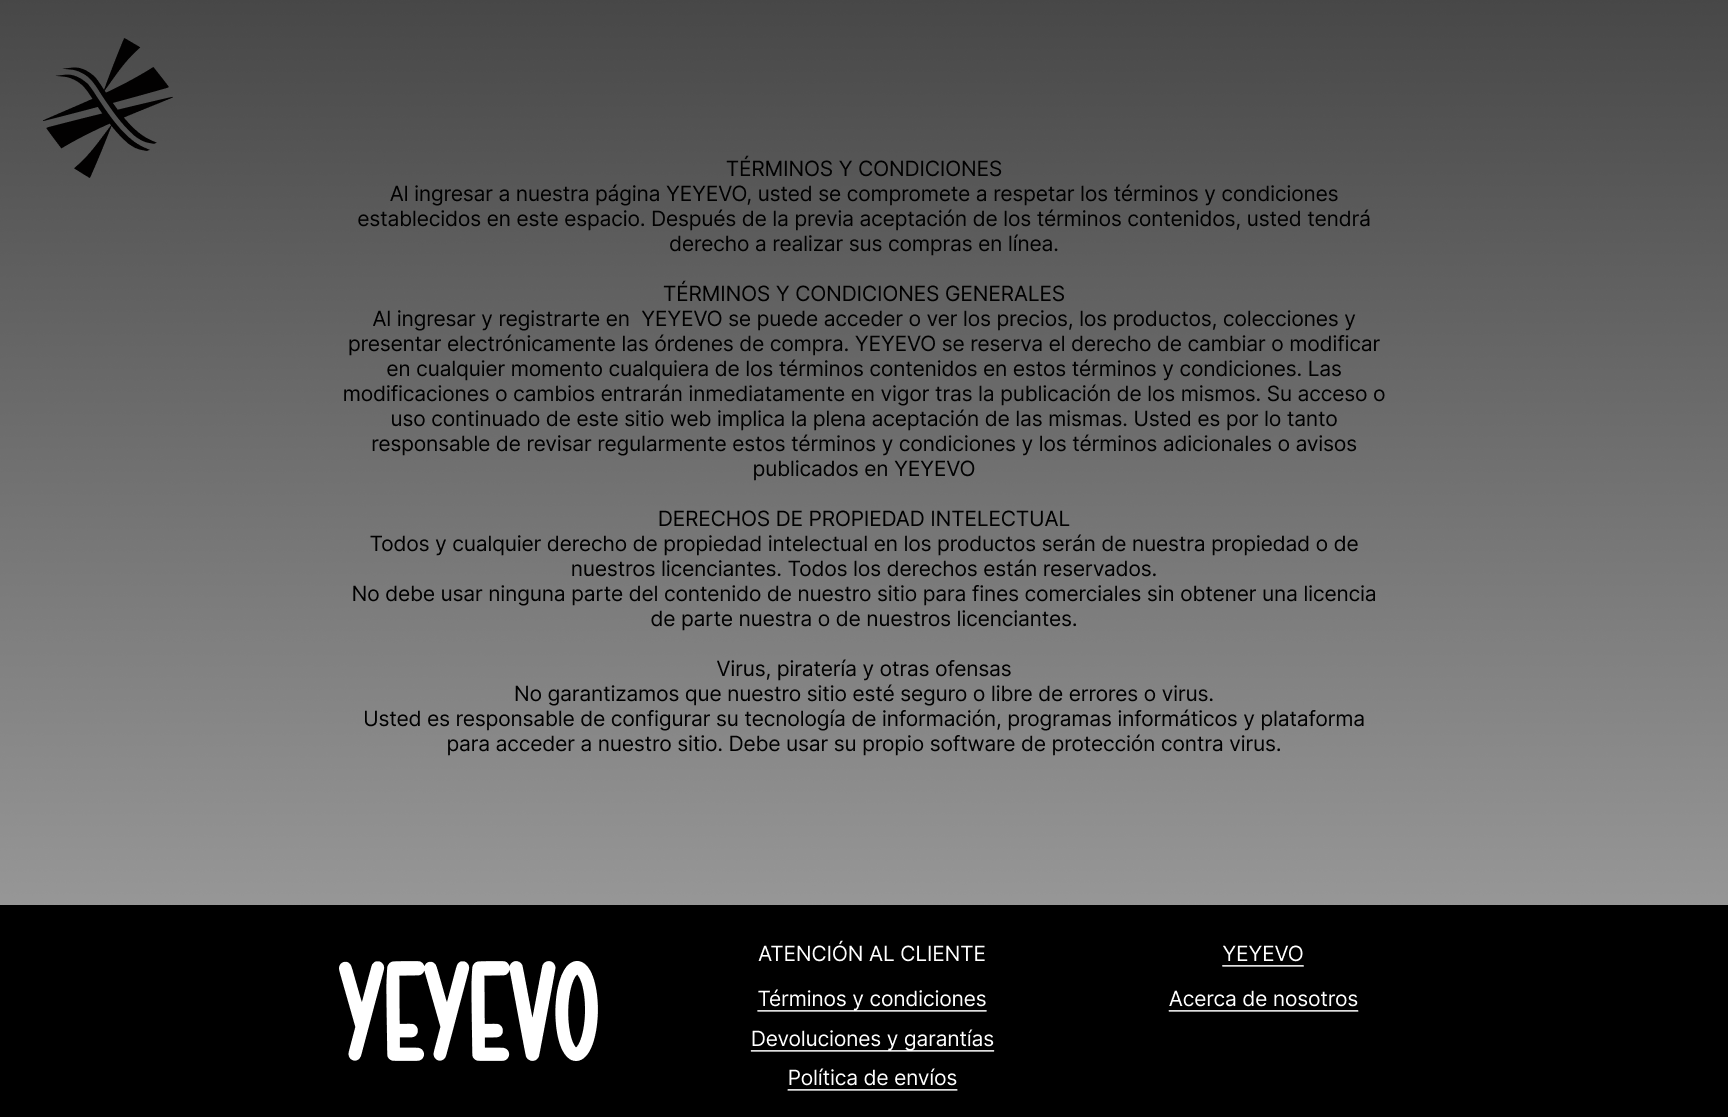 TÉRMINOS Y CONDICIONES
Al ingresar a nuestra página YEYEVO, usted se compromete a respetar los términos y condiciones
establecidos en este espacio. Después de la previa aceptación de los términos contenidos, usted tendrá
derecho a realizar sus compras en línea.
TÉRMINOS Y CONDICIONES GENERALES
Al ingresar y registrarte en  YEYEVO se puede acceder o ver los precios, los productos, colecciones y
presentar electrónicamente las órdenes de compra. YEYEVO se reserva el derecho de cambiar o modificar
en cualquier momento cualquiera de los términos contenidos en estos términos y condiciones. Las
modificaciones o cambios entrarán inmediatamente en vigor tras la publicación de los mismos. Su acceso o
uso continuado de este sitio web implica la plena aceptación de las mismas. Usted es por lo tanto
responsable de revisar regularmente estos términos y condiciones y los términos adicionales o avisos
publicados en YEYEVO
DERECHOS DE PROPIEDAD INTELECTUAL
Todos y cualquier derecho de propiedad intelectual en los productos serán de nuestra propiedad o de
nuestros licenciantes. Todos los derechos están reservados.
No debe usar ninguna parte del contenido de nuestro sitio para fines comerciales sin obtener una licencia
de parte nuestra o de nuestros licenciantes.
Virus, piratería y otras ofensas
No garantizamos que nuestro sitio esté seguro o libre de errores o virus.
Usted es responsable de configurar su tecnología de información, programas informáticos y plataforma
para acceder a nuestro sitio. Debe usar su propio software de protección contra virus.
YEYEVO
ATENCIÓN AL CLIENTE
Términos y condiciones
Devoluciones y garantías
Política de envíos
YEYEVO
Acerca de nosotros